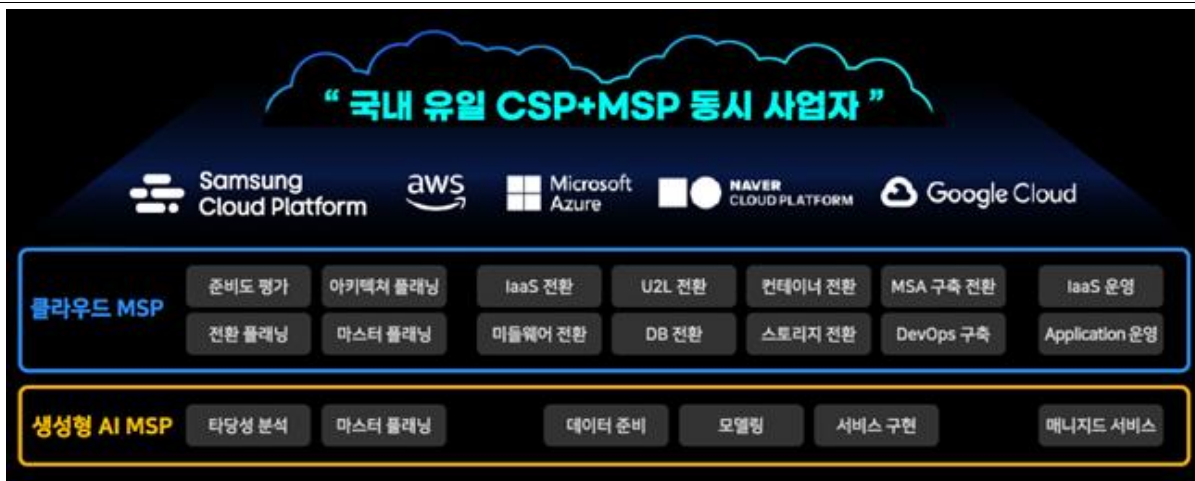 “ 국내 유일 CSP+MSP 동시 사업자 ”
Samsung
Cloud Platform
aws
Microsoft
Azure
NAVER
CLOUD PLATFORM
Google Cloud
클라우드 MSP
준비도 평가 아키텍쳐 플래닝 IaaS 전환 U2L 전환 컨테이너 전환 MSA 구축 전환 IaaS 운영
전환 플래닝 마스터 플래닝 미들웨어 전환 DB 전환 스토리지 전환 DevOps 구축 Application 운영
생성형 AI MSP
타당성 분석 마스터 플래닝 데이터 준비 모델링 서비스 구현 매니지드 서비스